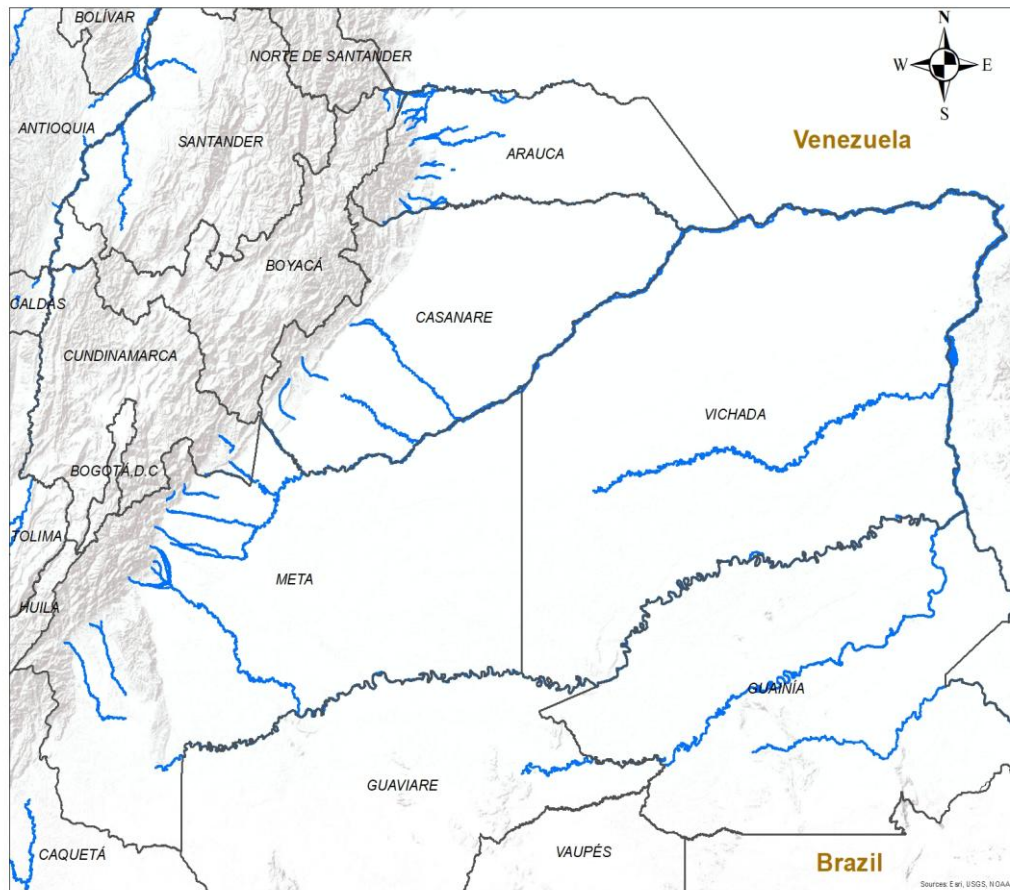 BOLÍVAR
NORTE DE SANTANDER
N
W
E
S
ANTIOQUIA
SANTANDER
ARAUCA
Venezuela
BOYACÁ
CALDAS
CASANARE
CUNDINAMARCA
VICHADA
BOGOTÁ D.C
TOLIMA
META
HUILA
GUAINÍA
GUAVIARE
CAQUETÁ
VAUPÉS
Brazil
Sources: Esri, USGS, NOAA